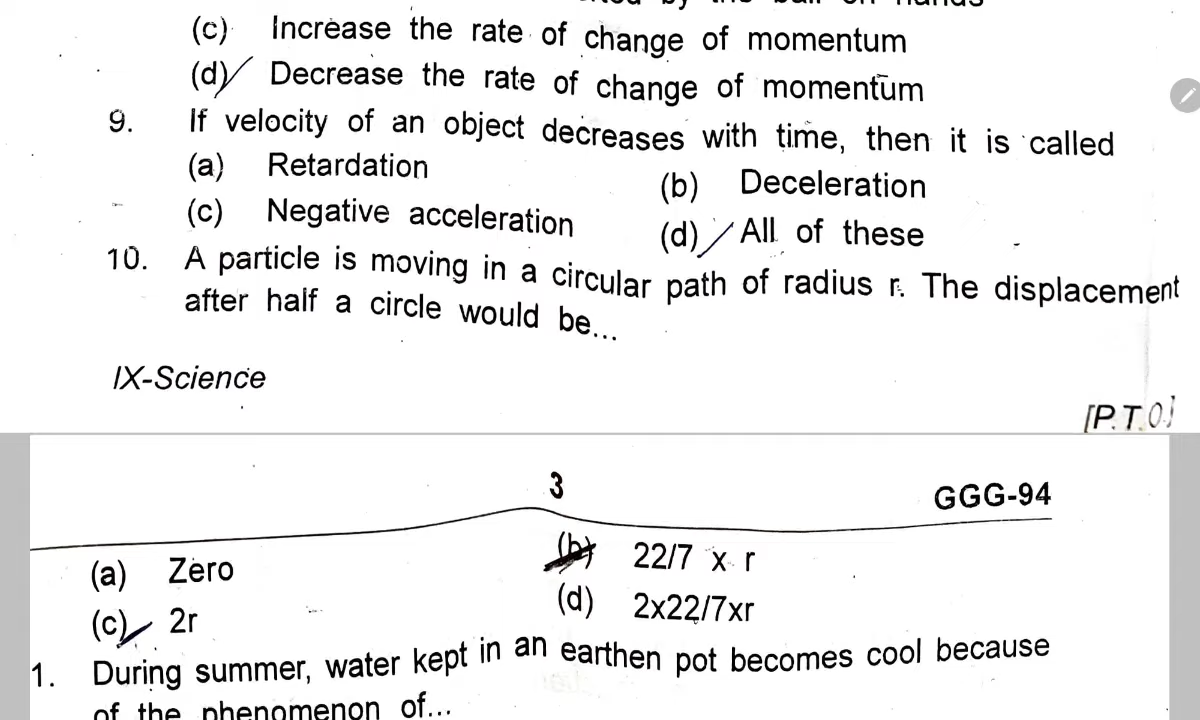 (c) Increase the rate of change of momentum
(d) Decrease the rate of change of momentum
9. If velocity of an object decreases with time, then it is called
(a) Retardation (b) Deceleration
(c) Negative acceleration (d) All of these
10. A particle is moving in a circular path of radius r. The displacement
after half a circle would be...
IX-Science
[P.T.O.]
3 GGG-94
(a) Zero (b) 22/7 x r
(c) 2r (d) 2x22/7xr
1. During summer, water kept in an earthen pot becomes cool because
of the phenomenon of...